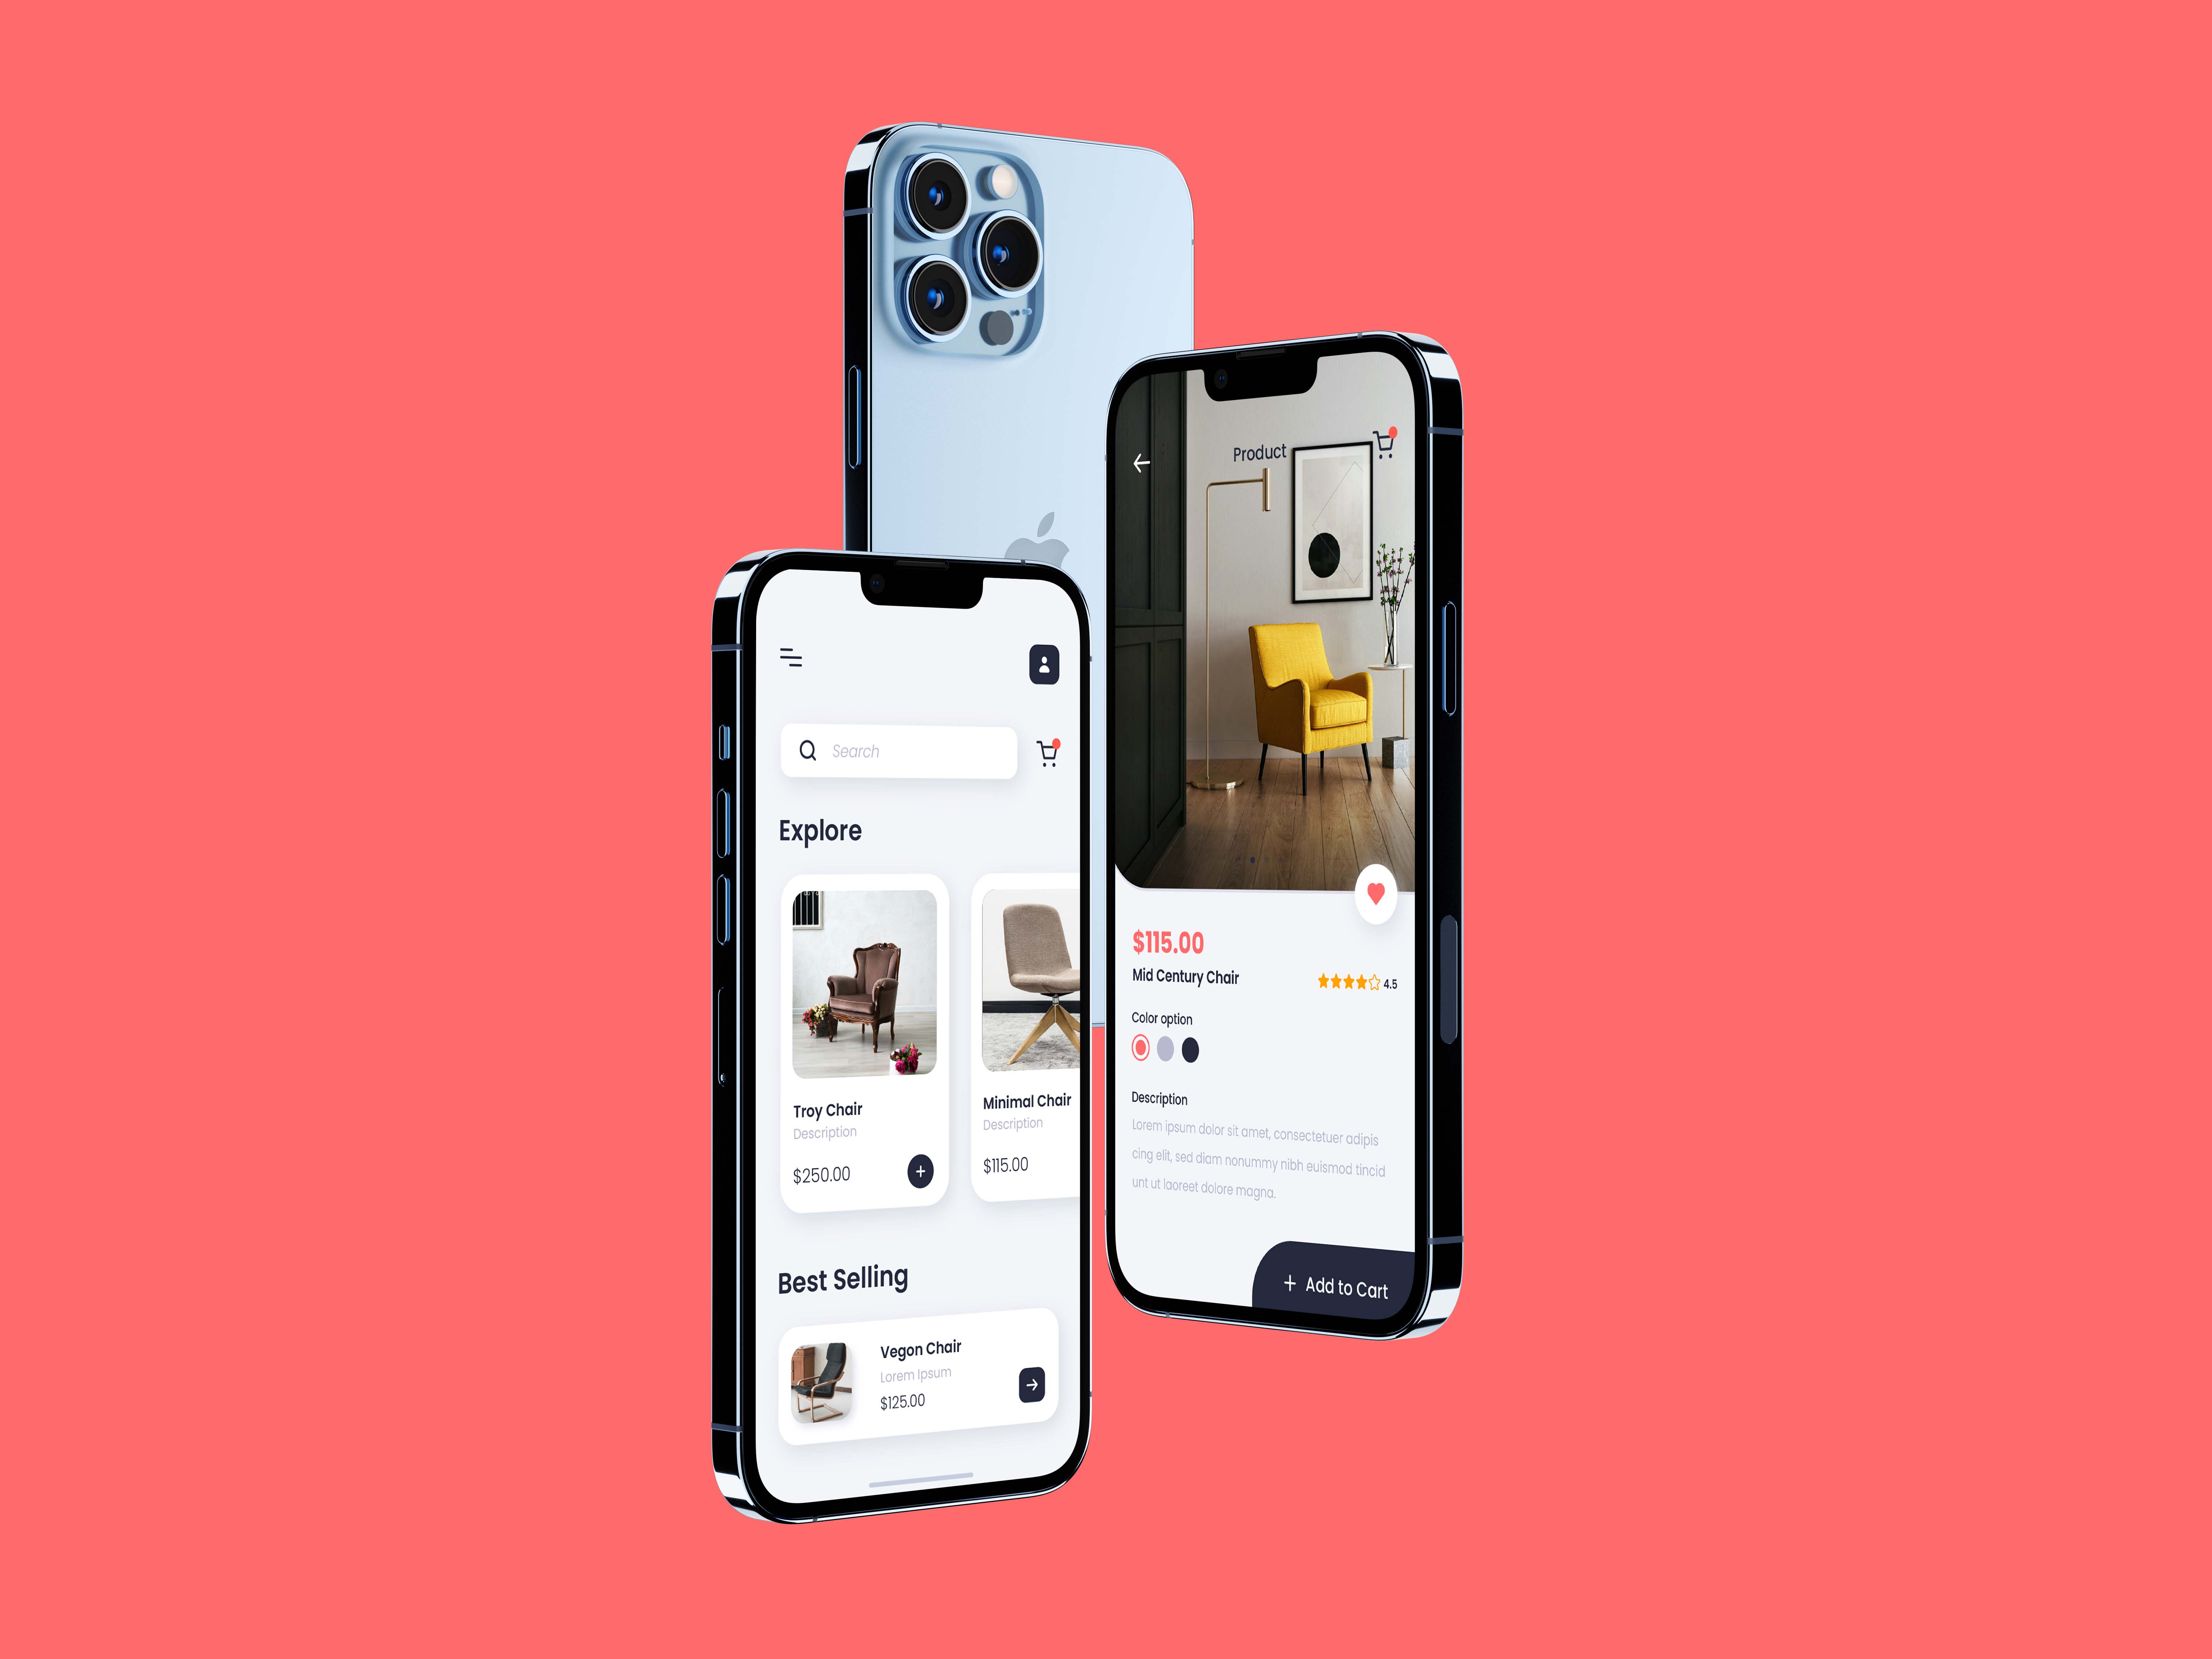 Search
Explore
Troy Chair
Description
$250.00
Minimal Chair
Description
$115.00
Best Selling
Vegon Chair
Lorem Ipsum
$125.00
Product
$115.00
Mid Century Chair
4.5
Color option
Description
Lorem ipsum dolor sit amet, consectetuer adipis
cing elit, sed diam nonummy nibh euismod tincid
unt ut laoreet dolore magna.
+ Add to Cart